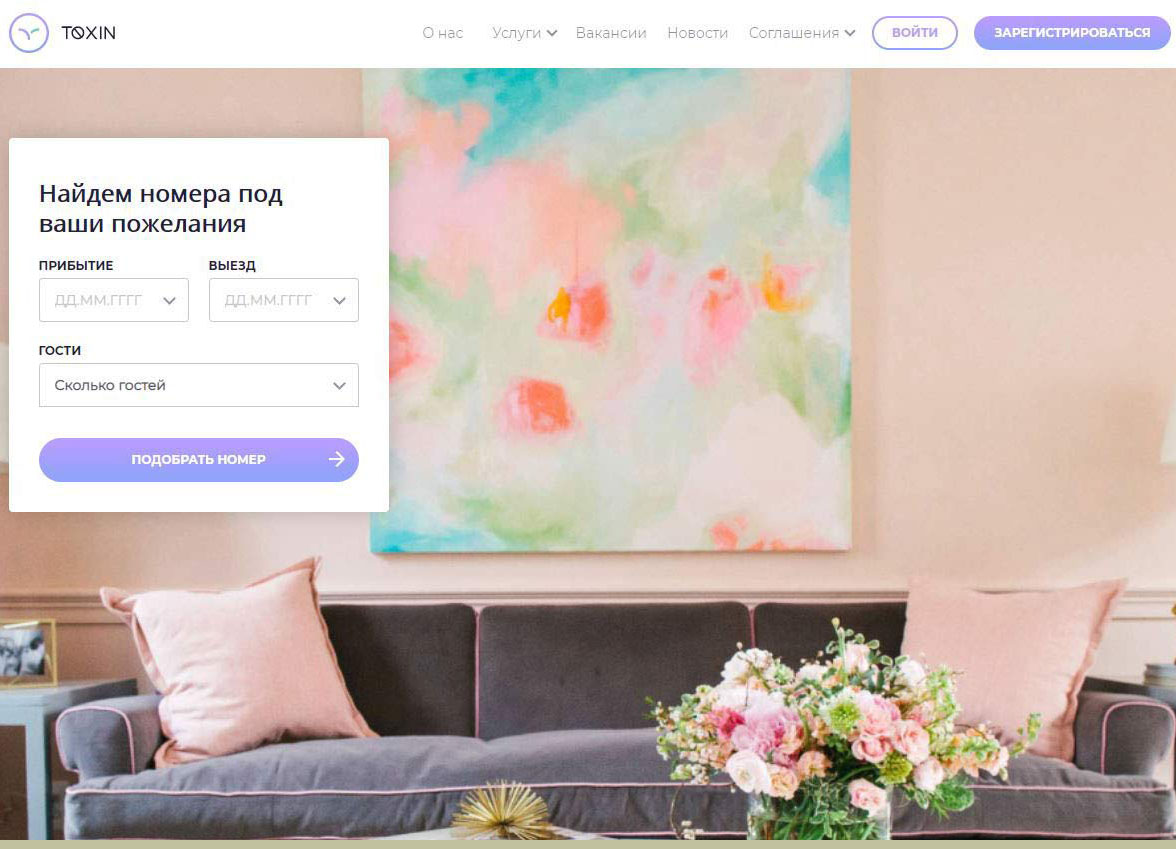 TOXIN
О нас
Услуги
Вакансии
Новости
Соглашения
ВОЙТИ
ЗАРЕГИСТРИРОВАТЬСЯ
Найдем номера под
ваши пожелания
ПРИБЫТИЕ
ВЫЕЗД
ДД.ММ.ГГГГ
ДД.ММ.ГГГГ
ГОСТИ
Сколько гостей
ПОДОБРАТЬ НОМЕР